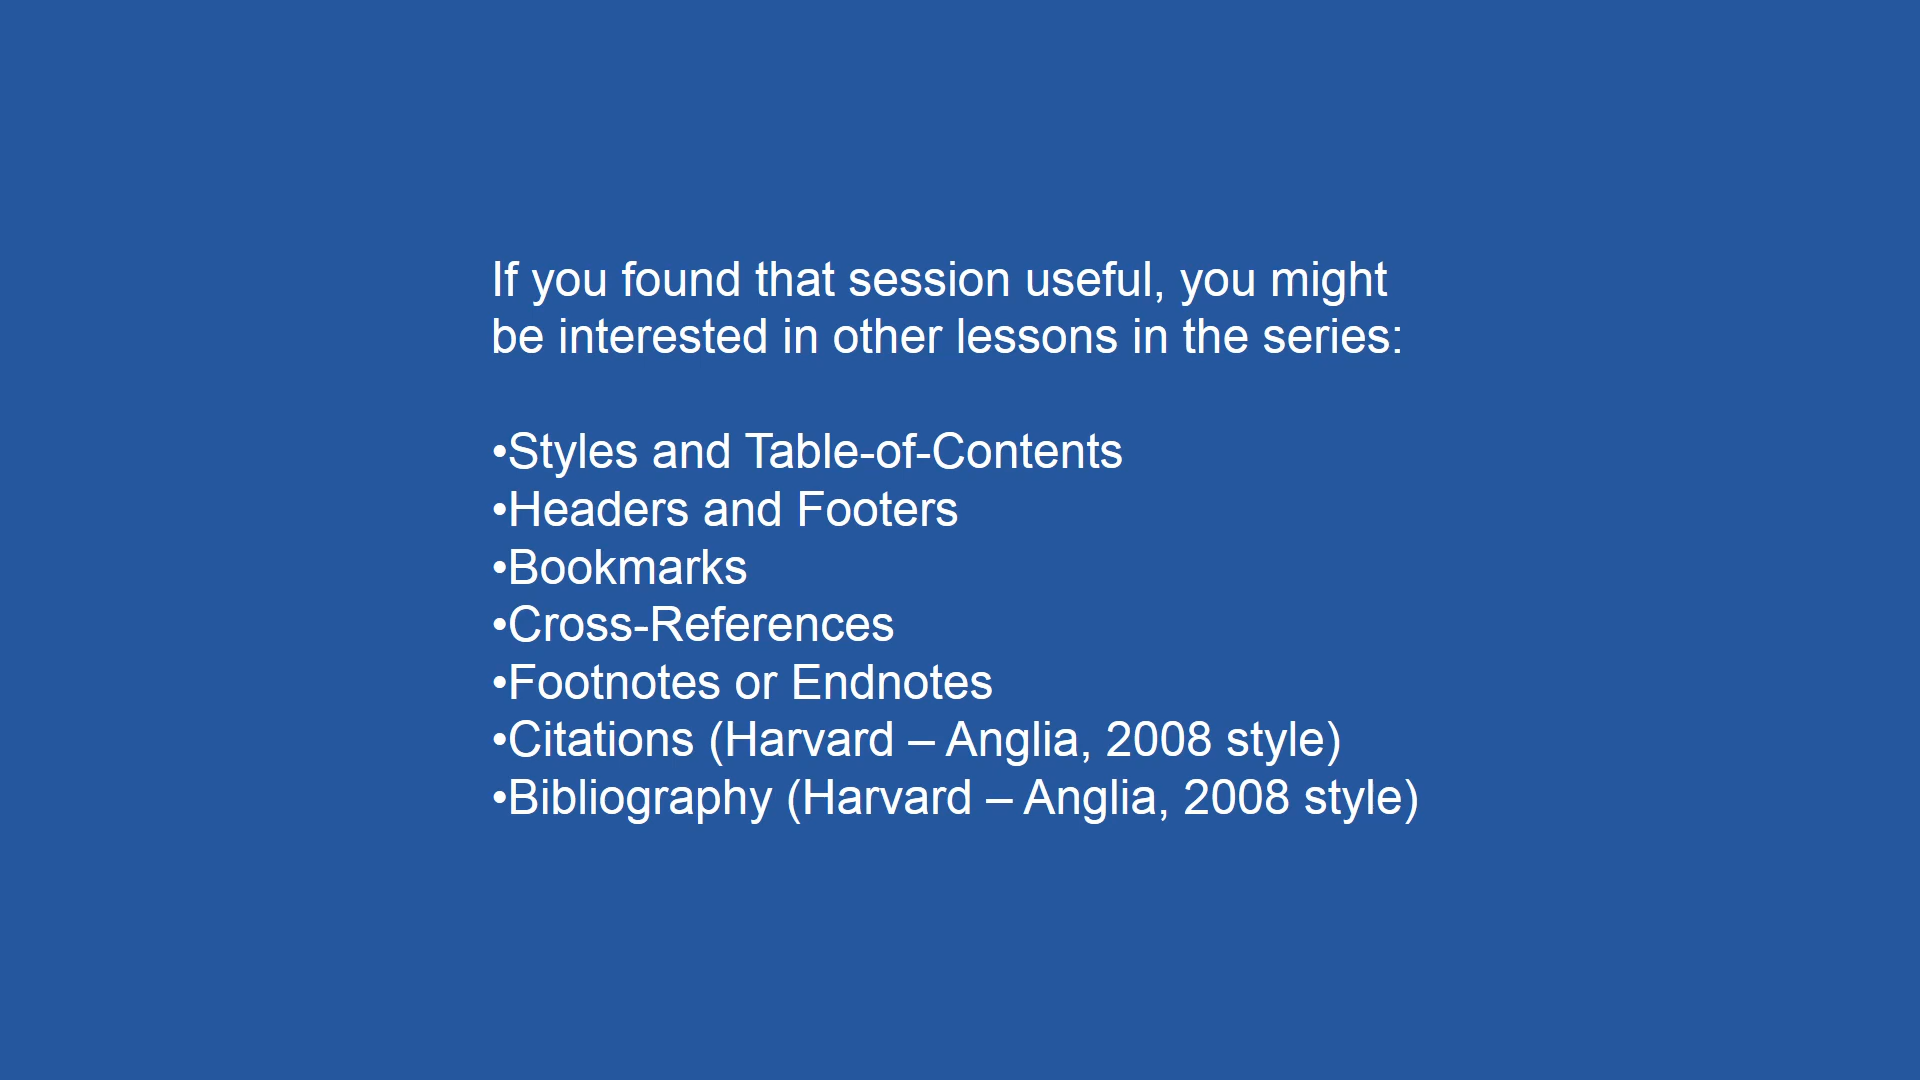 If you found that session useful, you might
be interested in other lessons in the series:
•Styles and Table-of-Contents
•Headers and Footers
•Bookmarks
•Cross-References
•Footnotes or Endnotes
•Citations (Harvard – Anglia, 2008 style)
•Bibliography (Harvard – Anglia, 2008 style)